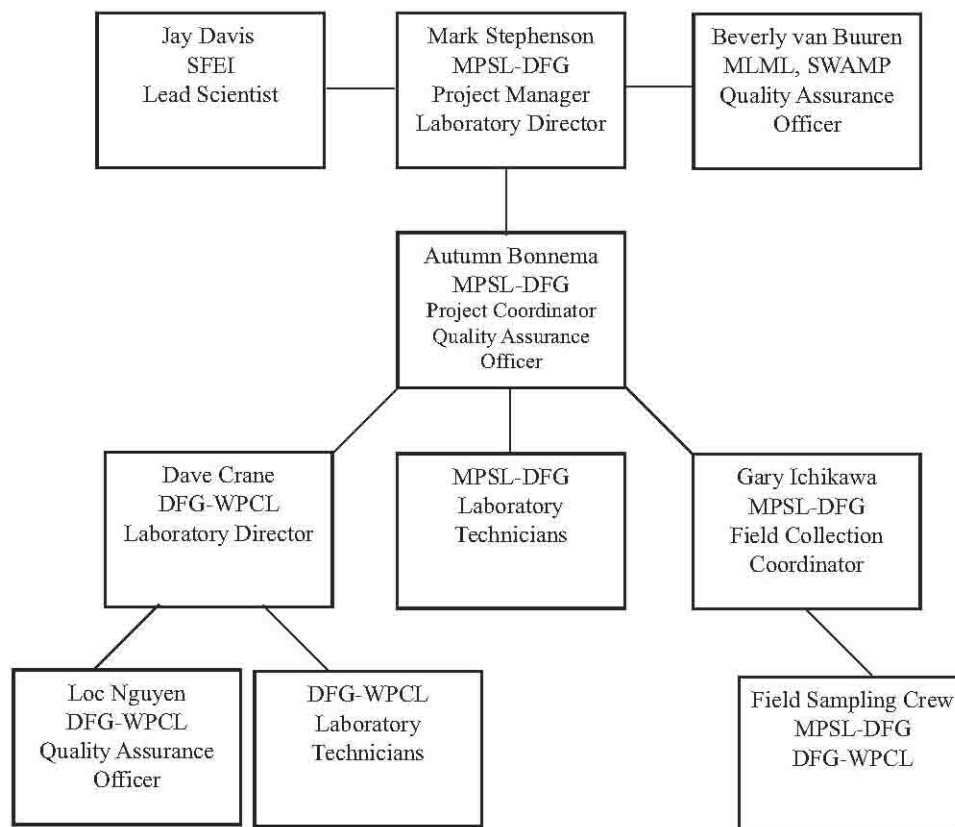 Jay Davis
SFEI
Lead Scientist
Mark Stephenson
MPSL-DFG
Project Manager
Laboratory Director
Beverly van Buuren
MLML, SWAMP
Quality Assurance
Officer
Autumn Bonnema
MPSL-DFG
Project Coordinator
Quality Assurance
Officer
Dave Crane
DFG-WPCL
Laboratory Director
MPSL-DFG
Laboratory
Technicians
Gary Ichikawa
MPSL-DFG
Field Collection
Coordinator
Loc Nguyen
DFG-WPCL
Quality Assurance
Officer
DFG-WPCL
Laboratory
Technicians
Field Sampling Crew
MPSL-DFG
DFG-WPCL